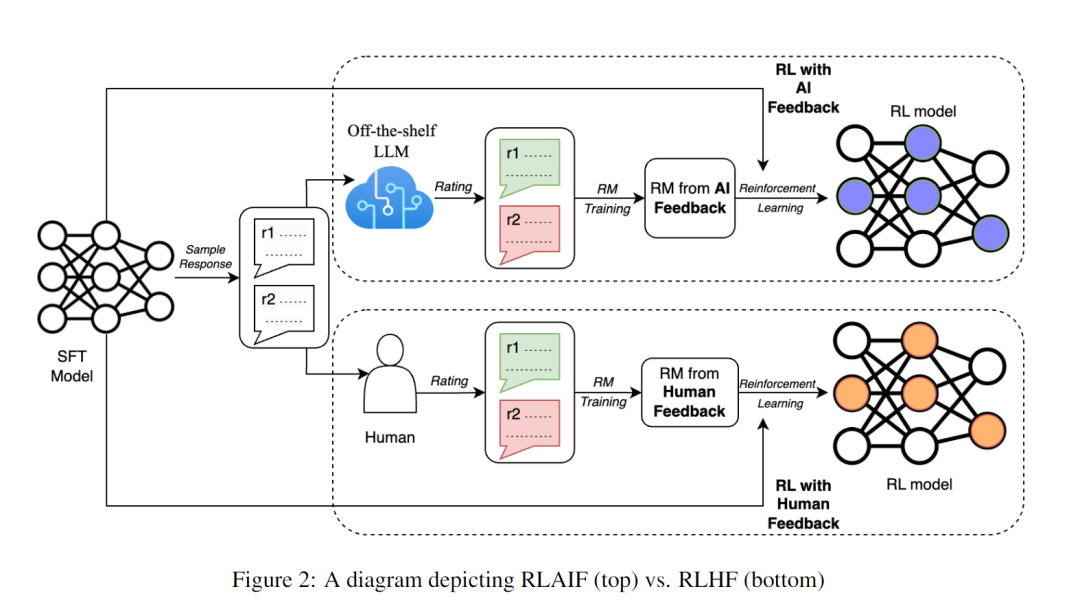 RL with
AI
Feedback
RL model
Off-the-shelf
LLM
r1 ......
.........
r2 ......
.........
Rating
RM
Training
RM from AI
Feedback
Reinforcement
Learning
r1 ......
.........
r2 ......
.........
Sample
Response
SFT
Model
Human
Rating
r1 ......
.........
r2 ......
.........
RM
Training
RM from
Human
Feedback
Reinforcement
Learning
RL with
Human
Feedback
RL model
Figure 2: A diagram depicting RLAIF (top) vs. RLHF (bottom)